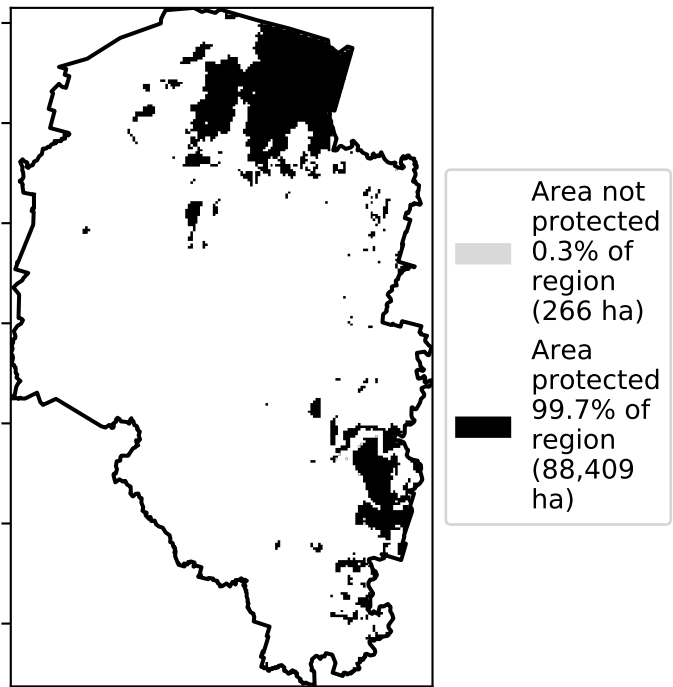 Area not
protected
0.3% of
region
(266 ha)
Area
protected
99.7% of
region
(88,409
ha)